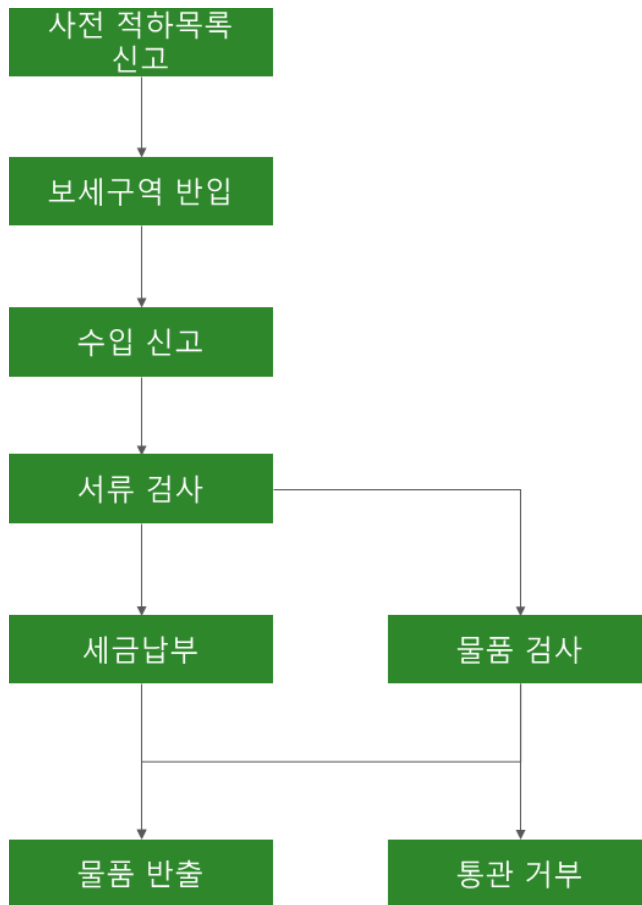 사전 적하목록
신고
보세구역 반입
수입 신고
서류 검사
세금납부
물품 검사
물품 반출
통관 거부